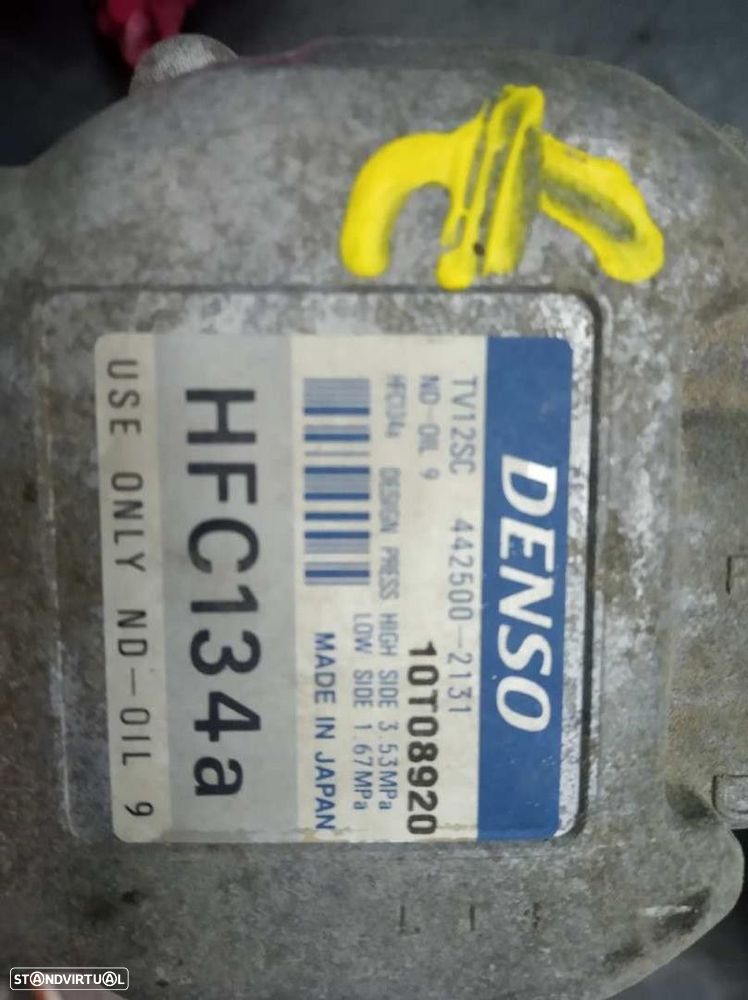 DENSO
TV12SC 442500-2131
ND-OIL 9
10T08920
HFC134a DESIGN PRESS HIGH SIDE 3.53MPa
LOW SIDE 1.67MPa
MADE IN JAPAN
HFC134a
USE ONLY ND-OIL 9
STANDVIRTUAL